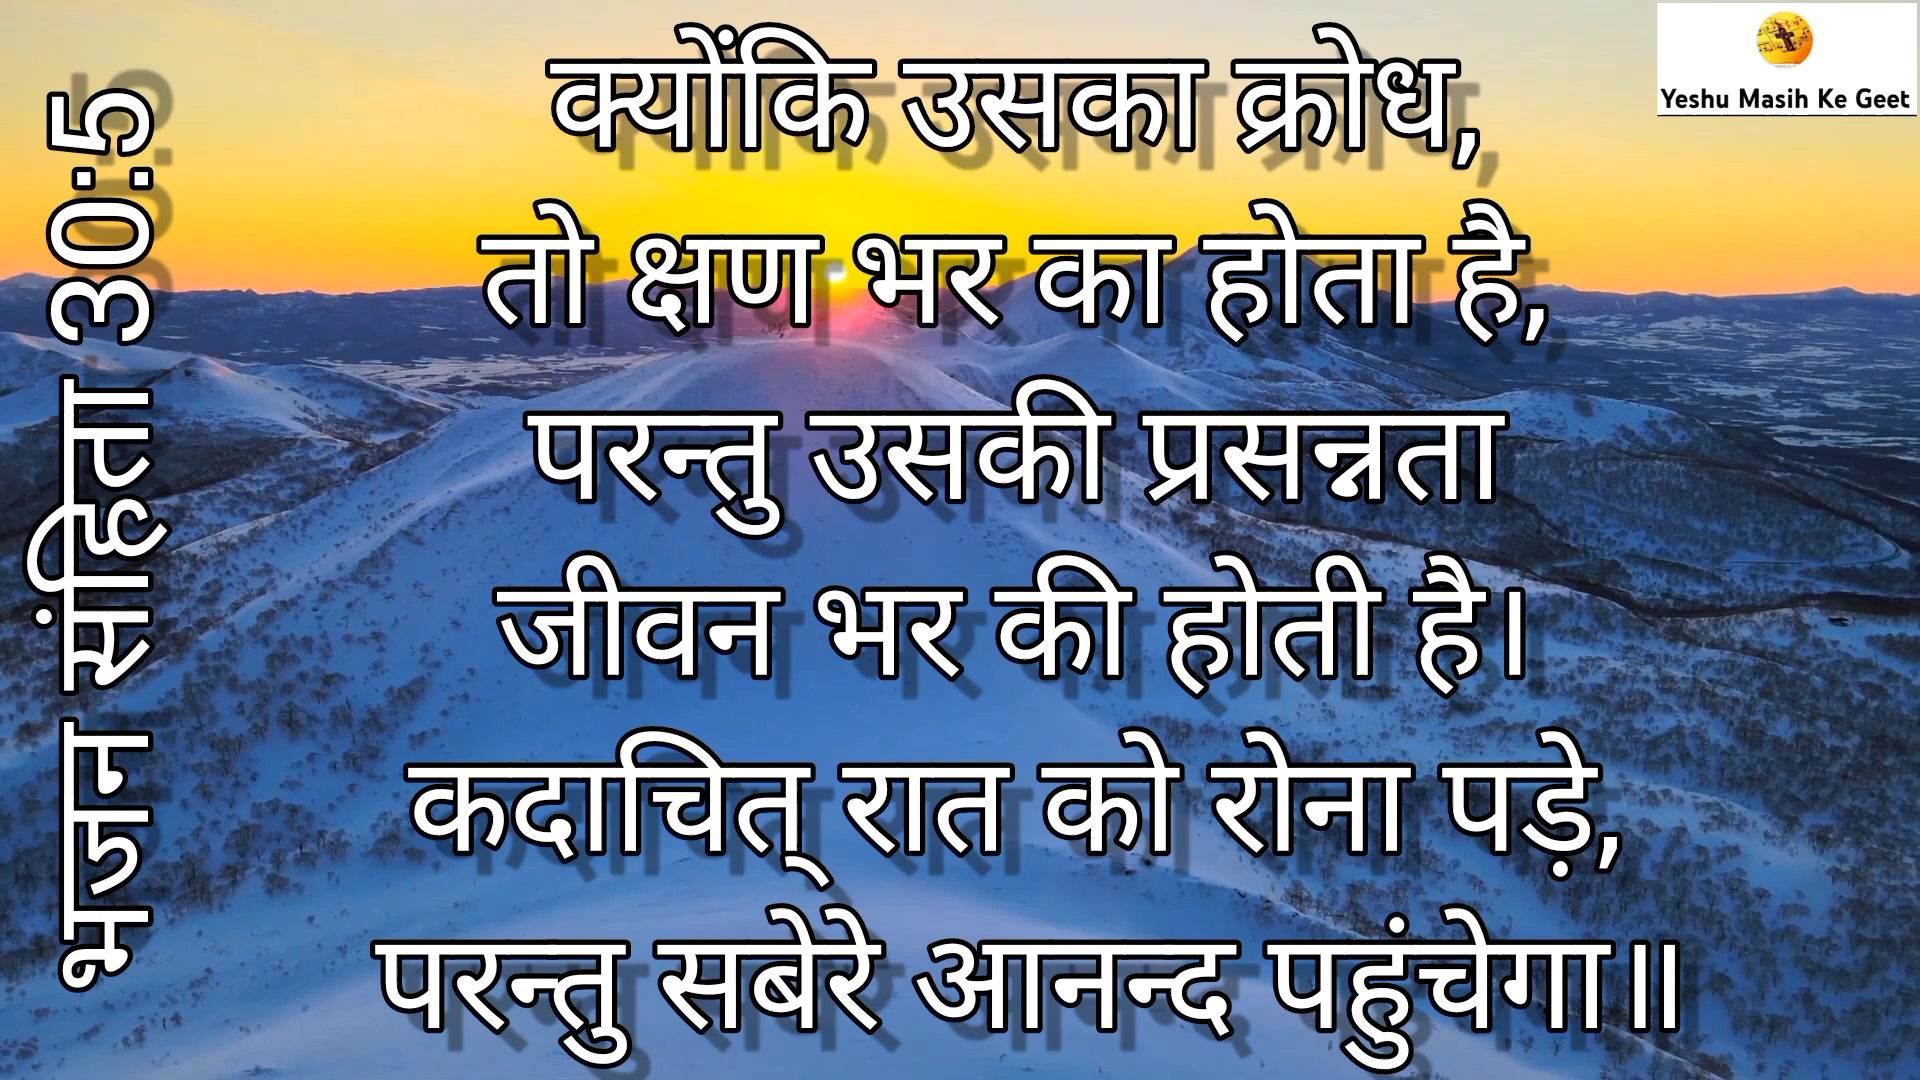 भजन संहिता 30:5
क्योंकि उसका क्रोध,
तो क्षण भर का होता है,
परन्तु उसकी प्रसन्नता
जीवन भर की होती है।
कदाचित् रात को रोना पड़े,
परन्तु सबेरे आनन्द पहुंचेगा॥
Yeshu Masih Ke Geet